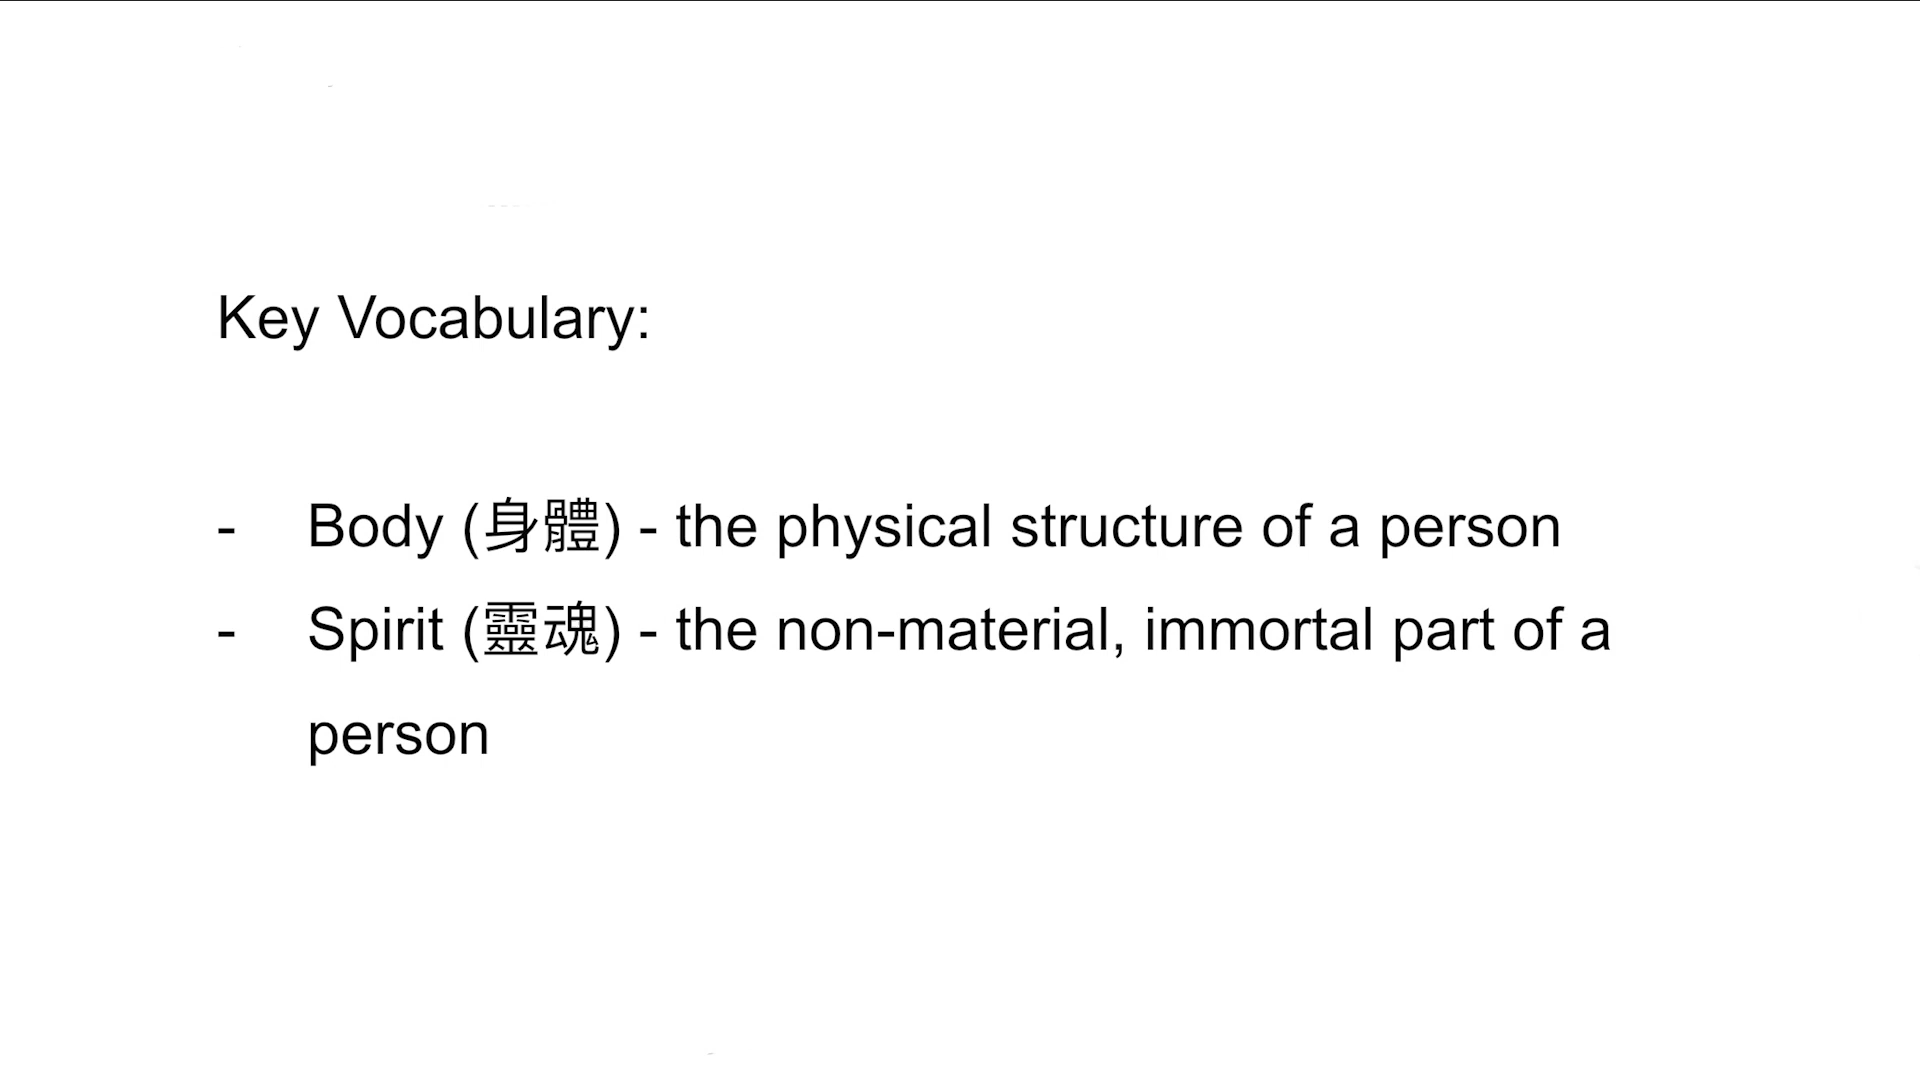 Key Vocabulary:
- Body (身體) - the physical structure of a person
- Spirit (靈魂) - the non-material, immortal part of a
person